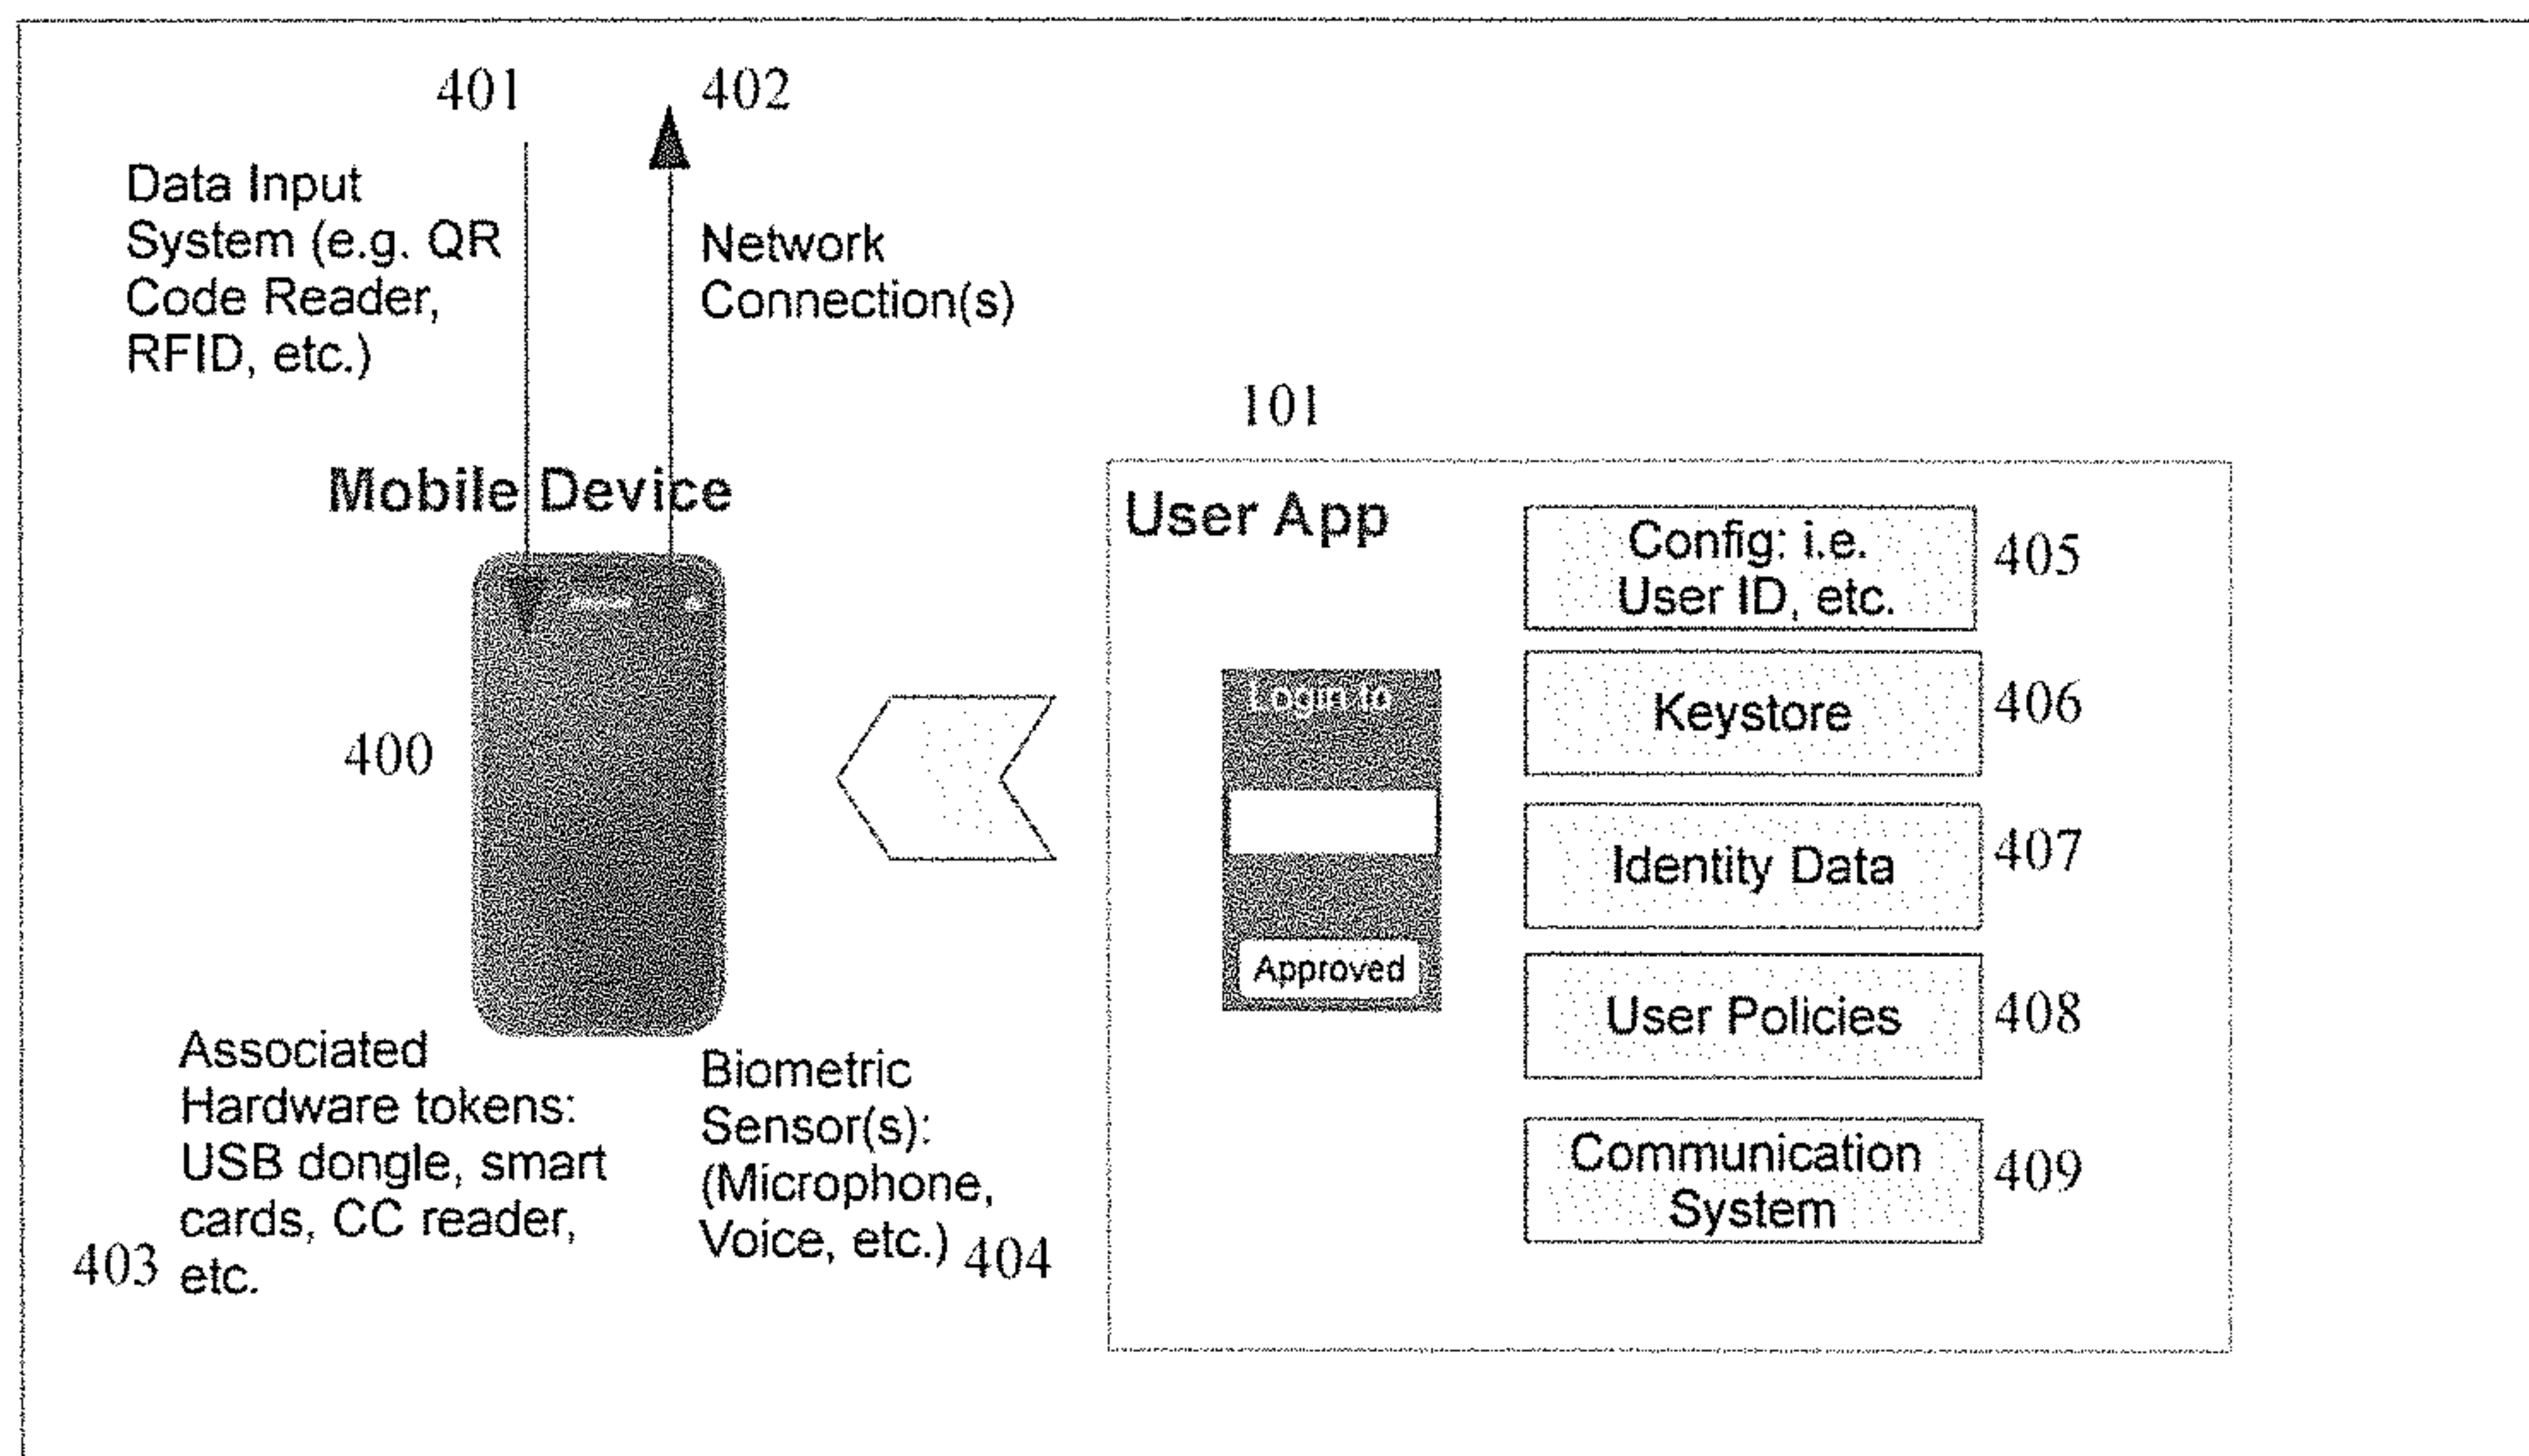 401
402
Data Input
System (e.g. QR
Code Reader,
RFID, etc.)
Network
Connection(s)
101
Mobile Device
400
Associated
Hardware tokens:
USB dongle, smart
cards, CC reader,
etc.
403
Biometric
Sensor(s):
(Microphone,
Voice, etc.)
404
User App
Login to
Approved
Config: i.e.
User ID, etc.
405
Keystore
406
Identity Data
407
User Policies
408
Communication
System
409